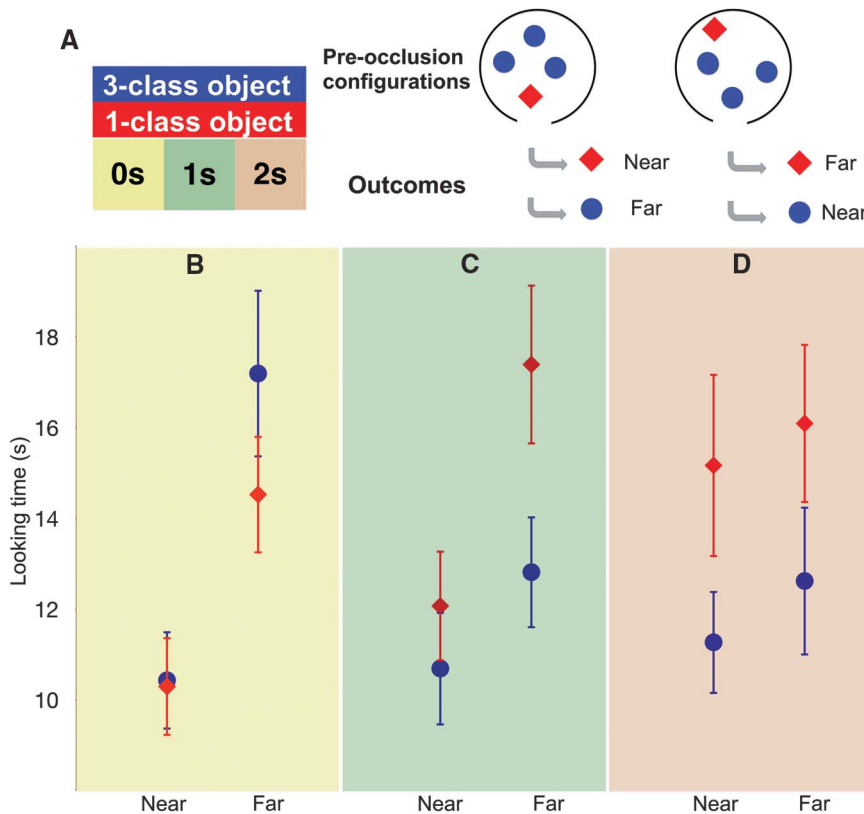 A
3-class object
1-class object
0s 1s 2s
Pre-occlusion
configurations
Outcomes
Near Far
Far Near
B C D
Looking time (s)
18
16
14
12
10
Near Far Near Far Near Far